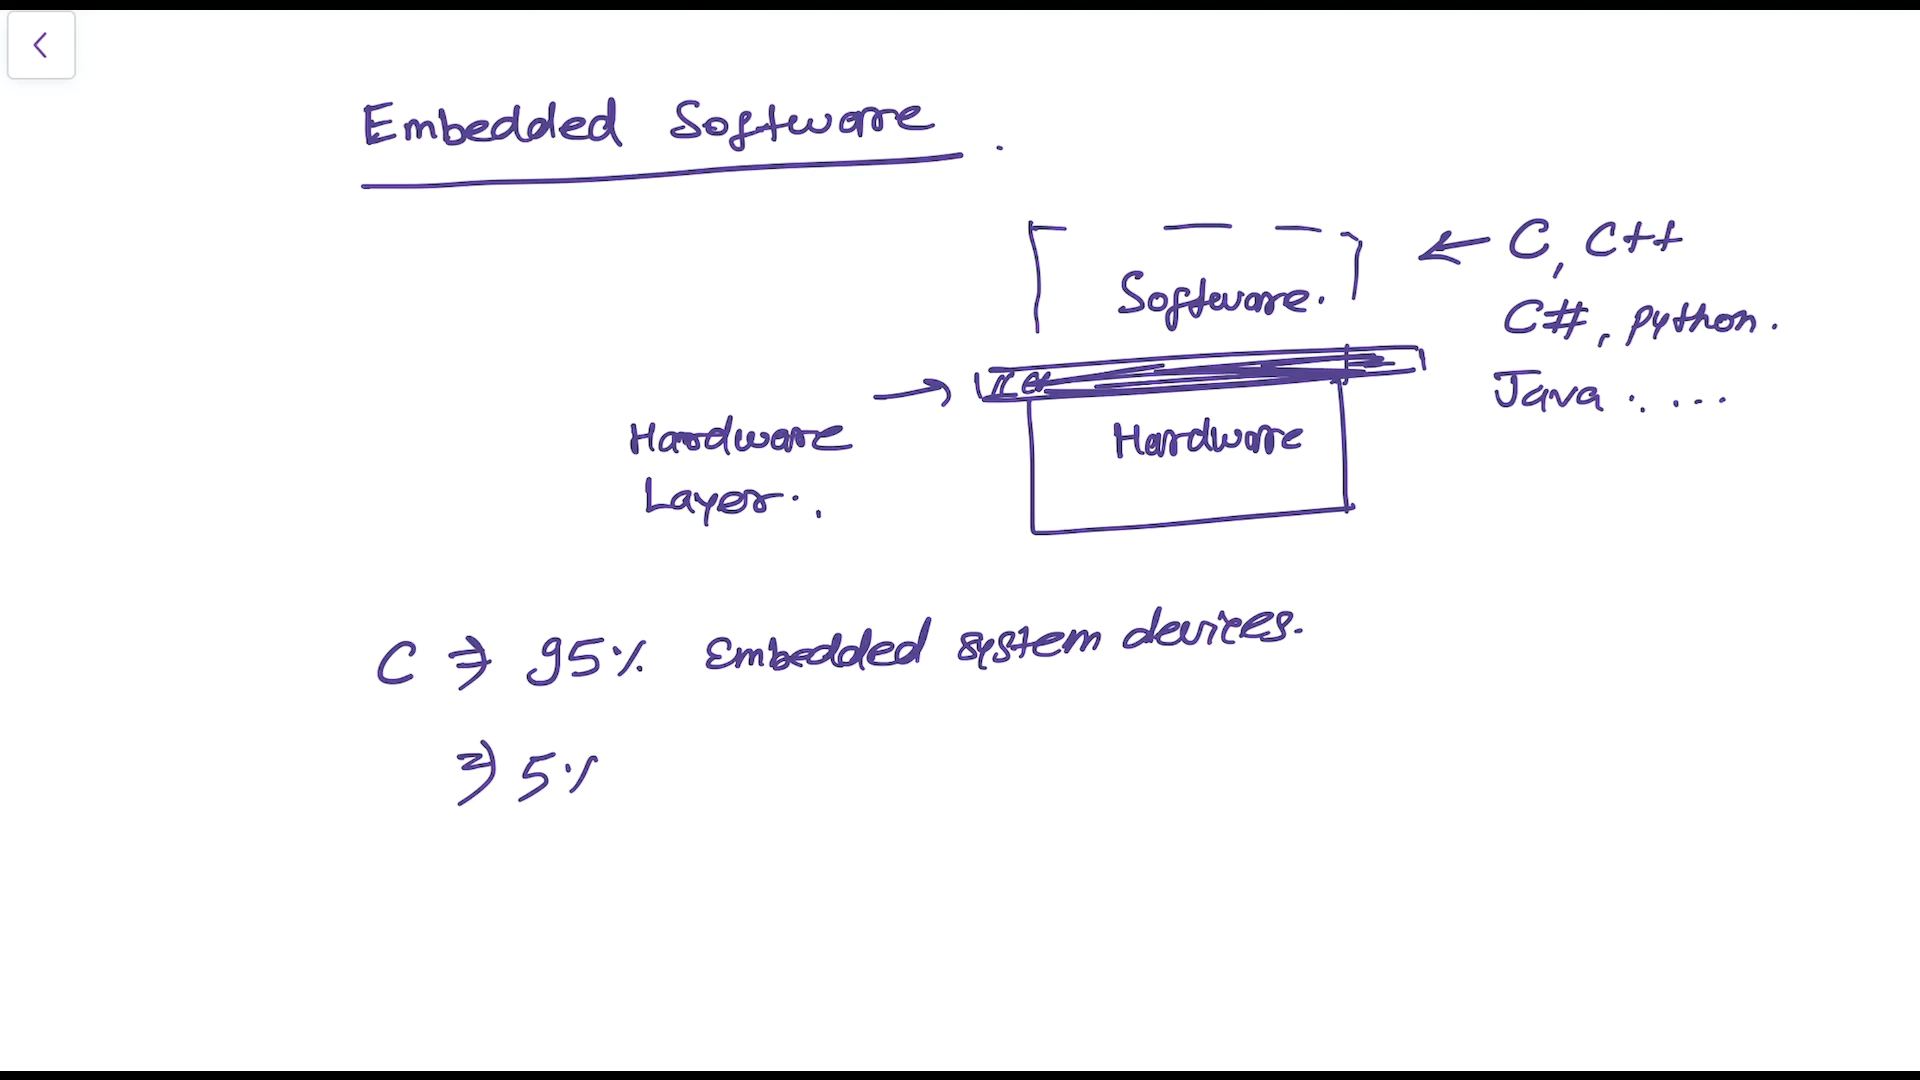 Embedded Software.
C, C++
Software.
C#, python.
Java . . . . .
Hardware
Layer..
Hardware
C ⇒ 95% Embedded system devices.
⇒ 5%